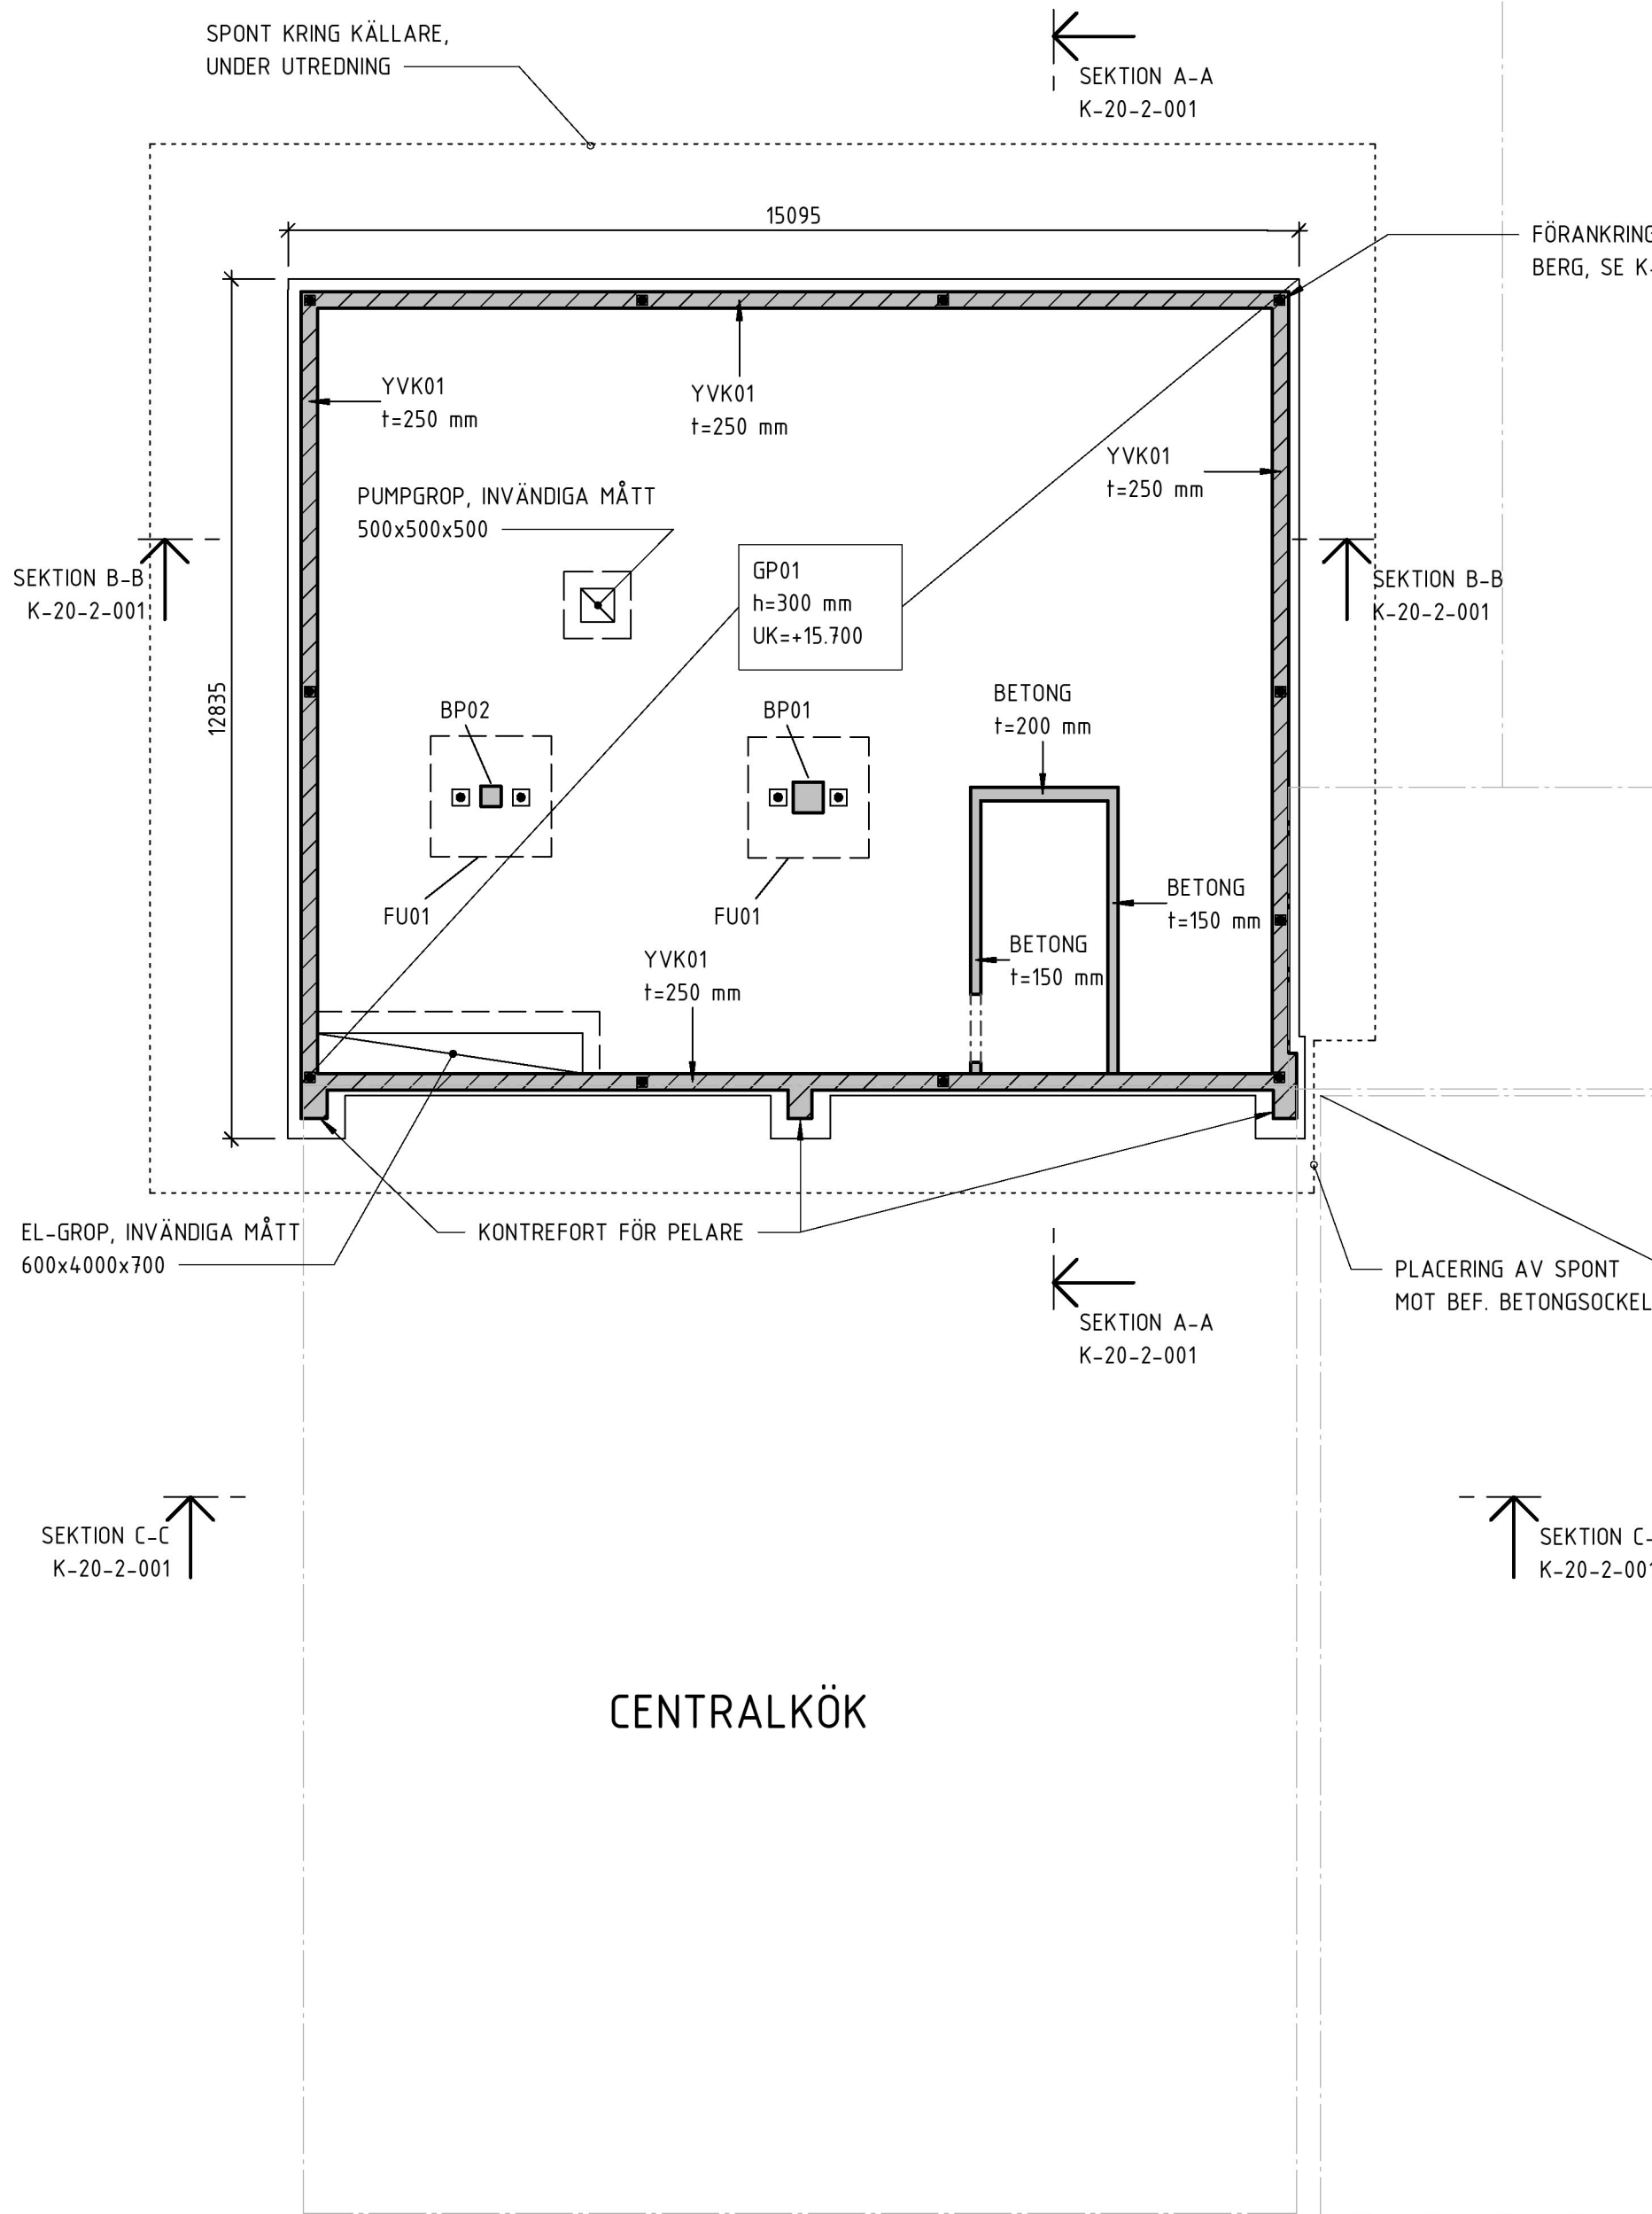 SPONT KRING KÄLLARE,
UNDER UTREDNING
SEKTION A-A
K-20-2-001
15095
FÖRANKRING
BERG, SE K-
YVK01
t=250 mm
YVK01
t=250 mm
YVK01
t=250 mm
PUMPGROP, INVÄNDIGA MÅTT
500x500x500
GP01
h=300 mm
UK=+15.700
SEKTION B-B
K-20-2-001
SEKTION B-B
K-20-2-001
12835
BP02
BP01
BETONG
t=200 mm
FU01
FU01
BETONG
t=150 mm
BETONG
t=150 mm
YVK01
t=250 mm
EL-GROP, INVÄNDIGA MÅTT
600x4000x700
KONTREFORT FÖR PELARE
PLACERING AV SPONT
MOT BEF. BETONGSOCKEL
SEKTION A-A
K-20-2-001
SEKTION C-C
K-20-2-001
SEKTION C-
K-20-2-001
CENTRALKÖK